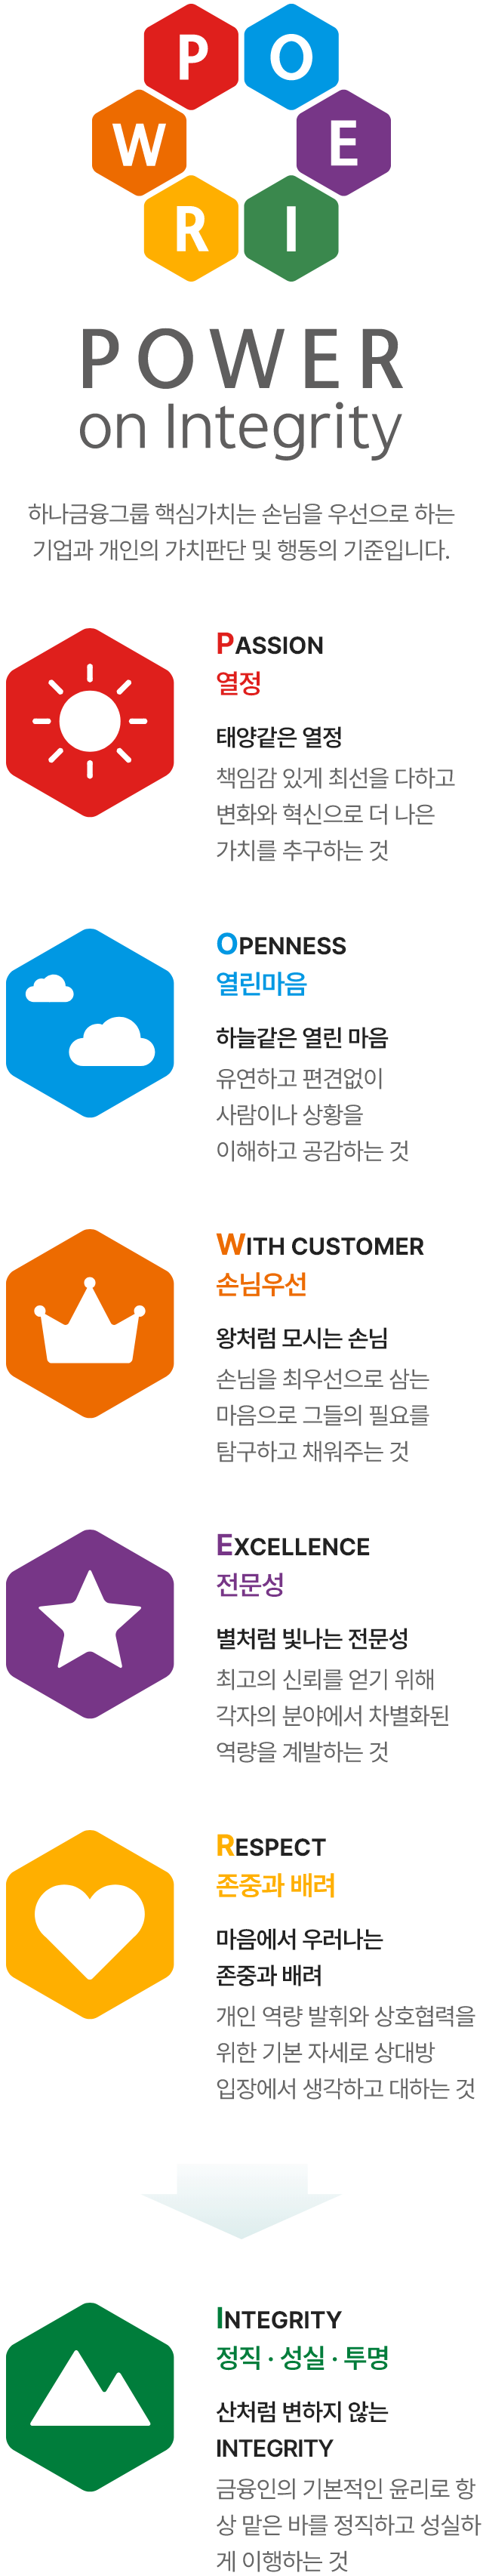 P O
W E
R I
POWER
on Integrity
하나금융그룹 핵심가치는 손님을 우선으로 하는
기업과 개인의 가치판단 및 행동의 기준입니다.
PASSION
열정
태양같은 열정
책임감 있게 최선을 다하고
변화와 혁신으로 더 나은
가치를 추구하는 것
OPENNESS
열린마음
하늘같은 열린 마음
유연하고 편견없이
사람이나 상황을
이해하고 공감하는 것
WITH CUSTOMER
손님우선
왕처럼 모시는 손님
손님을 최우선으로 삼는
마음으로 그들의 필요를
탐구하고 채워주는 것
EXCELLENCE
전문성
별처럼 빛나는 전문성
최고의 신뢰를 얻기 위해
각자의 분야에서 차별화된
역량을 계발하는 것
RESPECT
존중과 배려
마음에서 우러나는
존중과 배려
개인 역량 발휘와 상호협력을
위한 기본 자세로 상대방
입장에서 생각하고 대하는 것
INTEGRITY
정직 · 성실 · 투명
산처럼 변하지 않는
INTEGRITY
금융인의 기본적인 윤리로 항
상 맡은 바를 정직하고 성실하
게 이행하는 것